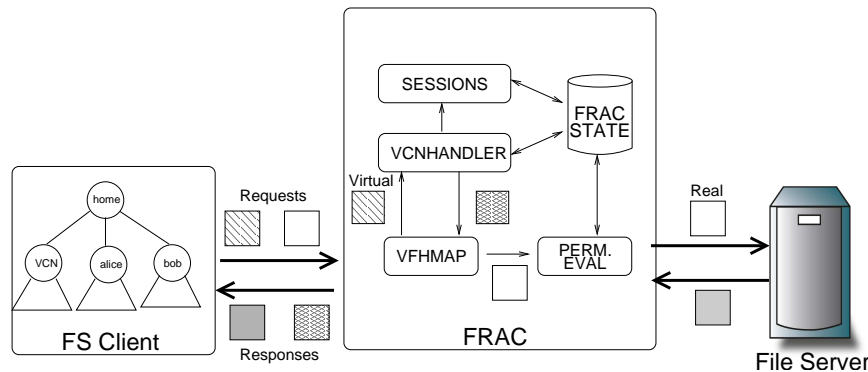 SESSIONS
FRAC
STATE
VCNHANDLER
Virtual
Real
Requests
home
VCN
alice
bob
VFHMAP
PERM.
EVAL
FS Client
Responses
FRAC
File Server